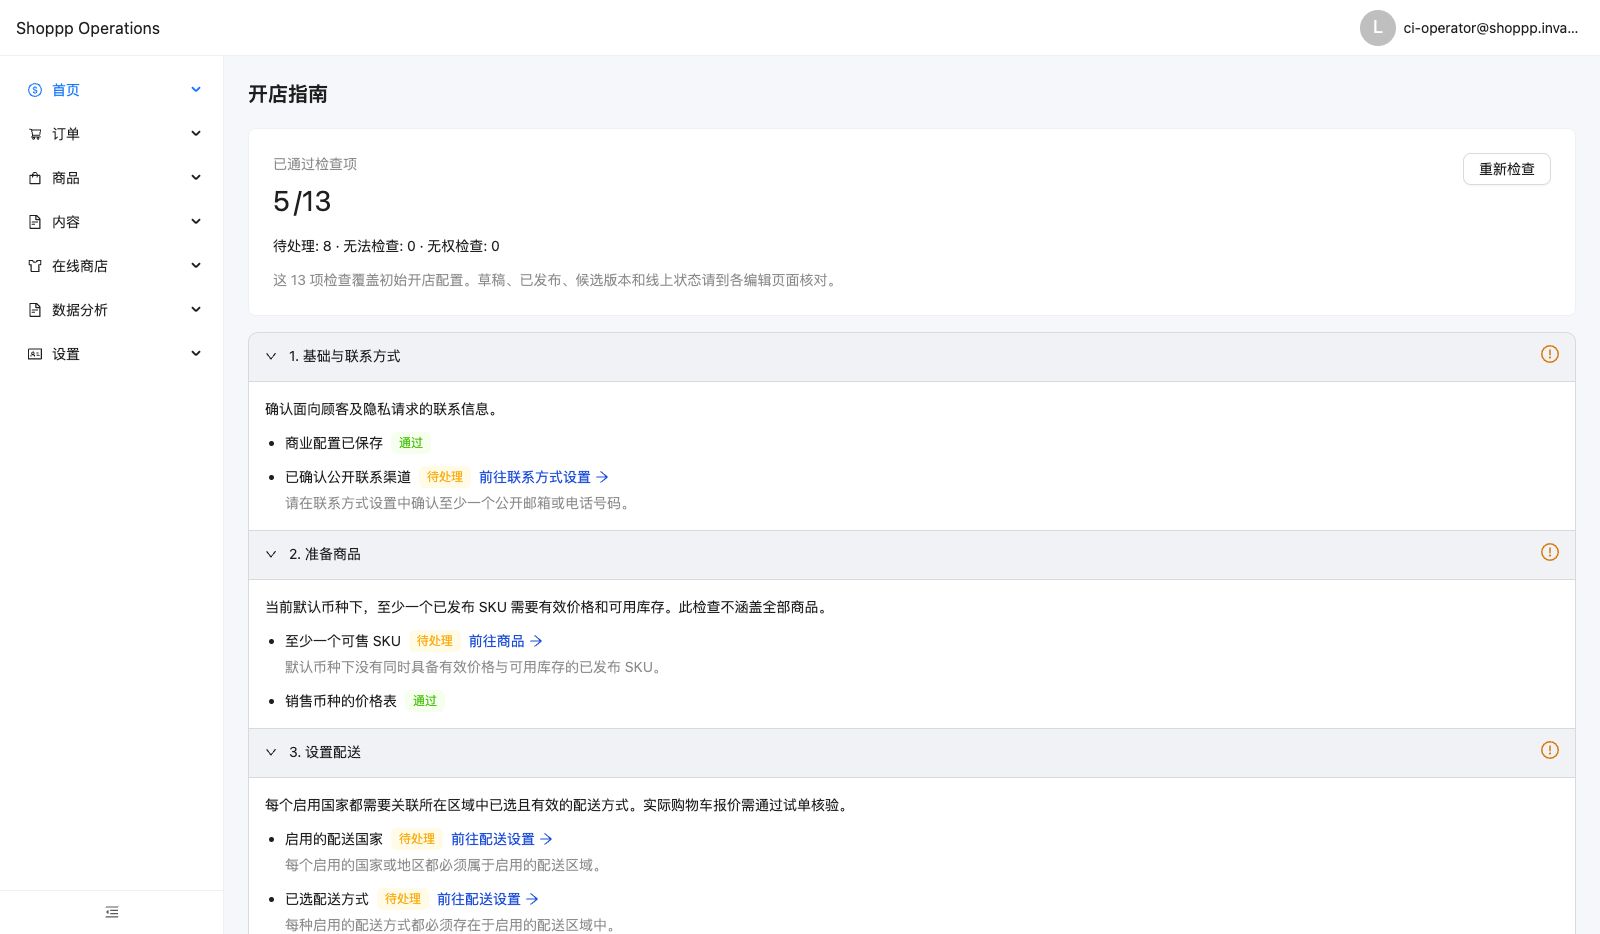 Shoppp Operations
L
ci-operator@shoppp.inva...
首页
订单
商品
内容
在线商店
数据分析
设置
开店指南
已通过检查项
5/13
重新检查
待处理: 8 · 无法检查: 0 · 无权检查: 0
这 13 项检查覆盖初始开店配置。草稿、已发布、候选版本和线上状态请到各编辑页面核对。
1. 基础与联系方式
确认面向顾客及隐私请求的联系信息。
商业配置已保存 通过
已确认公开联系渠道 待处理 前往联系方式设置 →
请在联系方式设置中确认至少一个公开邮箱或电话号码。
2. 准备商品
当前默认币种下，至少一个已发布 SKU 需要有效价格和可用库存。此检查不涵盖全部商品。
至少一个可售 SKU 待处理 前往商品 →
默认币种下没有同时具备有效价格与可用库存的已发布 SKU。
销售币种的价格表 通过
3. 设置配送
每个启用国家都需要关联所在区域中已选且有效的配送方式。实际购物车报价需通过试单核验。
启用的配送国家 待处理 前往配送设置 →
每个启用的国家或地区都必须属于启用的配送区域。
已选配送方式 待处理 前往配送设置 →
每种启用的配送方式都必须存在于启用的配送区域中。